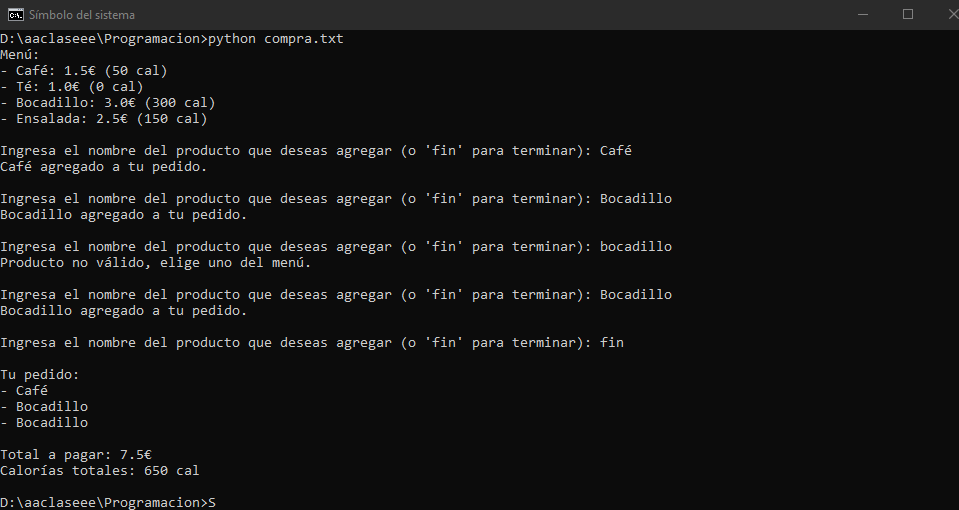 Símbolo del sistema
D:\aaclaseee\Programacion>python compra.txt
Menú:
- Café: 1.5€ (50 cal)
- Té: 1.0€ (0 cal)
- Bocadillo: 3.0€ (300 cal)
- Ensalada: 2.5€ (150 cal)
Ingresa el nombre del producto que deseas agregar (o 'fin' para terminar): Café
Café agregado a tu pedido.
Ingresa el nombre del producto que deseas agregar (o 'fin' para terminar): Bocadillo
Bocadillo agregado a tu pedido.
Ingresa el nombre del producto que deseas agregar (o 'fin' para terminar): bocadillo
Producto no válido, elige uno del menú.
Ingresa el nombre del producto que deseas agregar (o 'fin' para terminar): Bocadillo
Bocadillo agregado a tu pedido.
Ingresa el nombre del producto que deseas agregar (o 'fin' para terminar): fin
Tu pedido:
- Café
- Bocadillo
- Bocadillo
Total a pagar: 7.5€
Calorías totales: 650 cal
D:\aaclaseee\Programacion>S